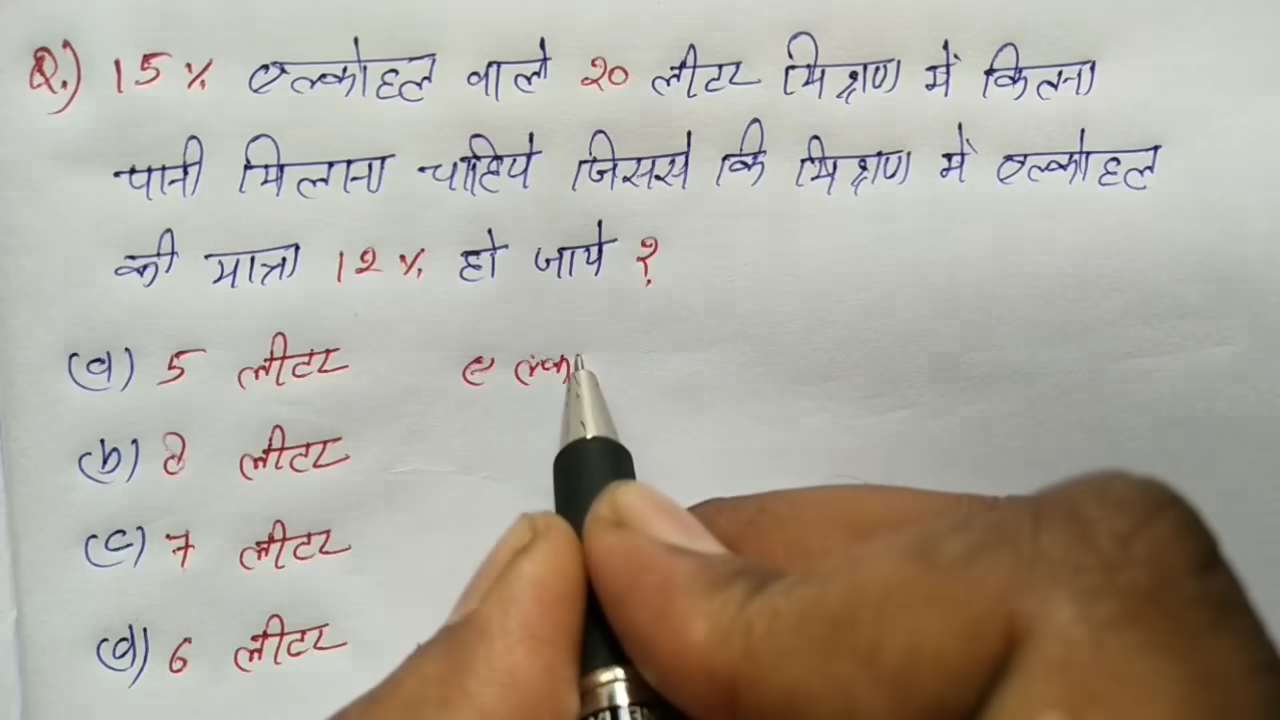 Q.) 15% एल्कोहल वाले 20 लीटर मिश्रण में कितना
पानी मिलाना चाहिये जिससे कि मिश्रण में एल्कोहल
की मात्रा 12% हो जाये ?
(a) 5 लीटर
(b) 8 लीटर
(c) 7 लीटर
(d) 6 लीटर